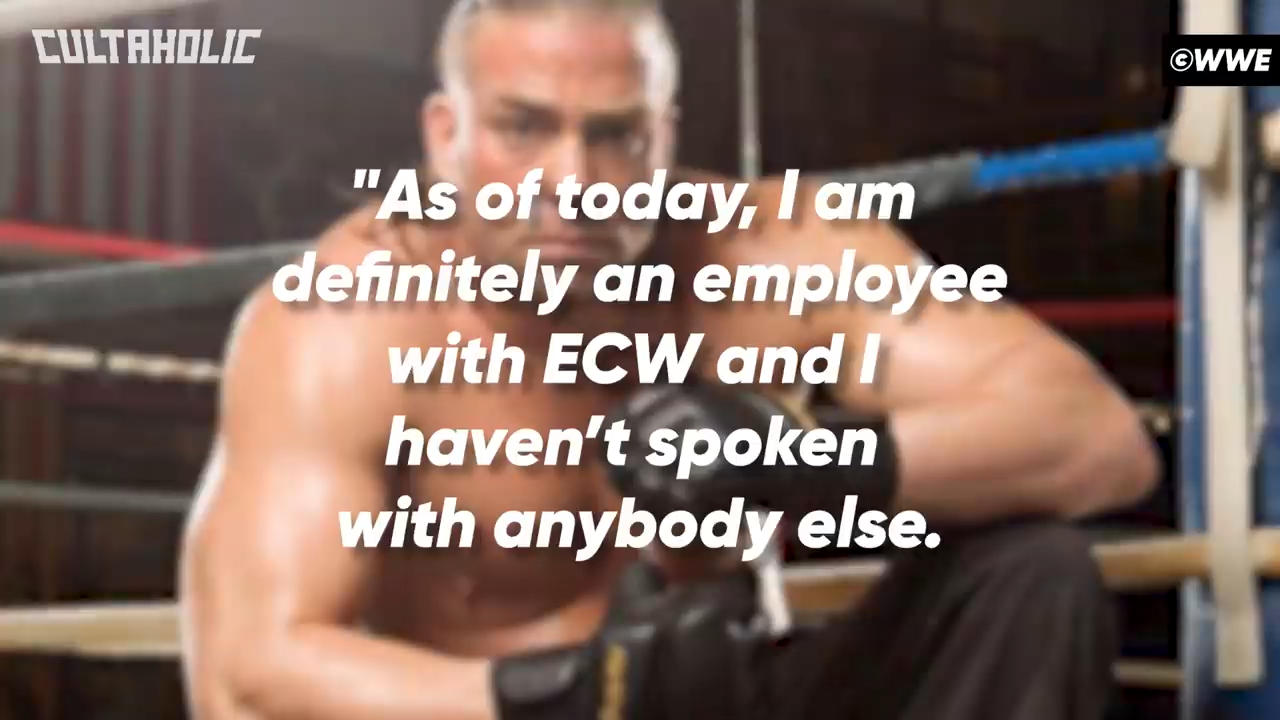 CULTAHOLIC
©WWE
"As of today, I am
definitely an employee
with ECW and I
haven’t spoken
with anybody else.